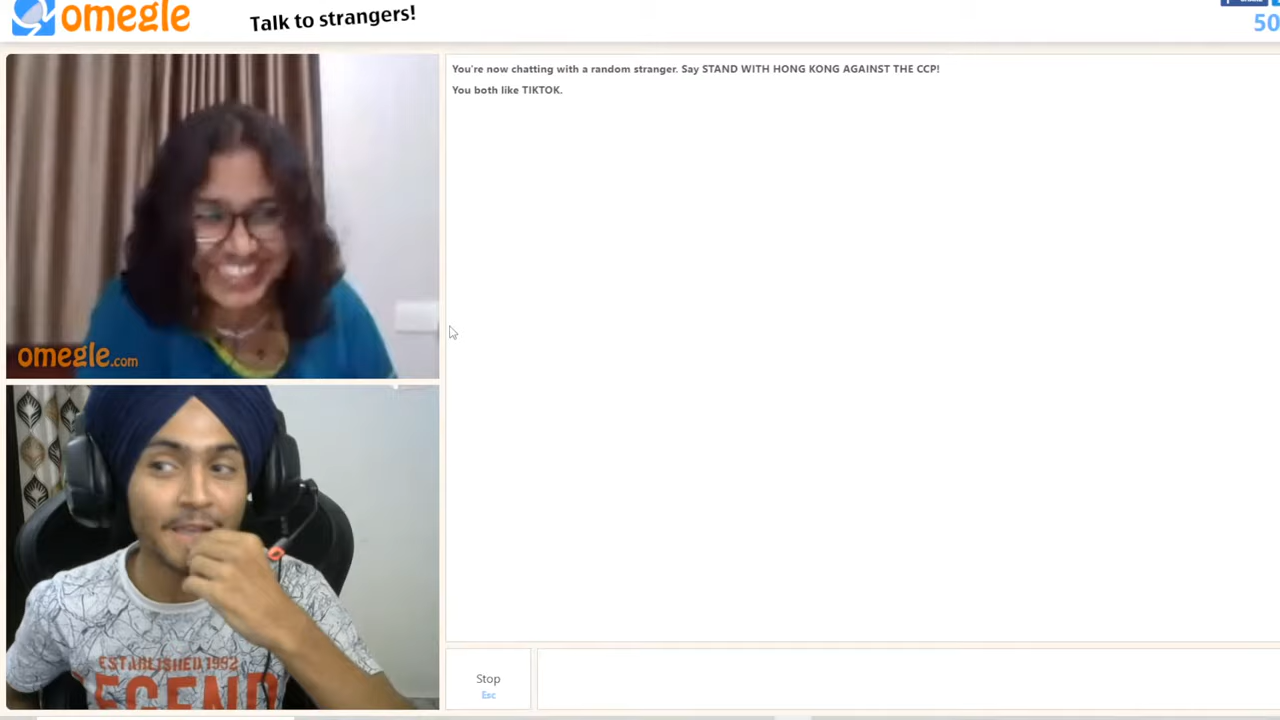 omegle
Talk to strangers!
50
You're now chatting with a random stranger. Say STAND WITH HONG KONG AGAINST THE CCP!
You both like TIKTOK.
omegle.com
ESTABLISHED 1992
LEGEND
Stop
Esc